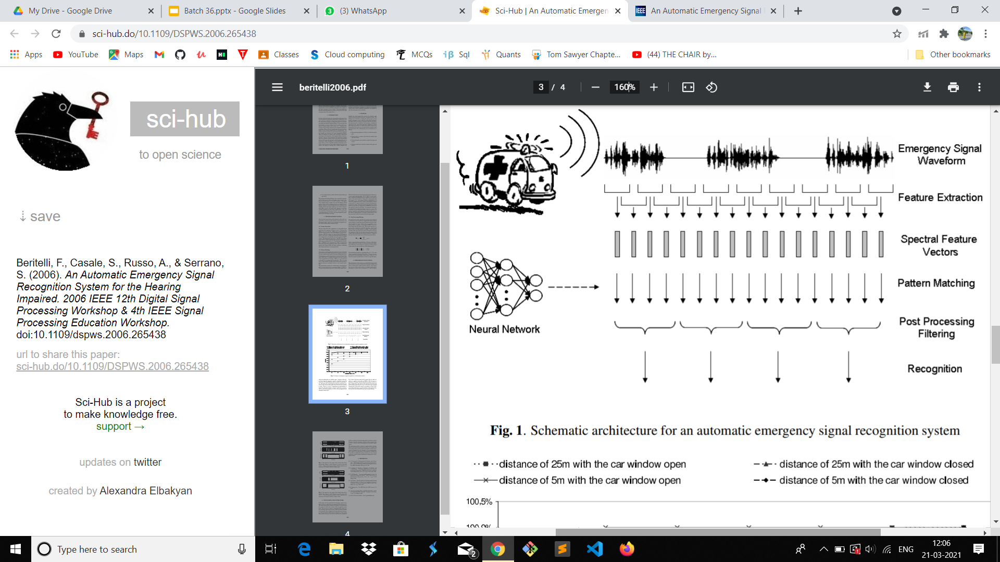 My Drive - Google Drive
Batch 36.pptx - Google Slides
3
(3) WhatsApp
Sci-Hub | An Automatic Emergen
IEEE
An Automatic Emergency Signal
sci-hub.do/10.1109/DSPWS.2006.265438
Apps
YouTube
Maps
Classes
Cloud computing
MCQs
Sql
Quants
Tom Sawyer Chapte...
(44) THE CHAIR by...
Other bookmarks
sci-hub
to open science
⇣ save
Beritelli, F., Casale, S., Russo, A., & Serrano,
S. (2006). An Automatic Emergency Signal
Recognition System for the Hearing
Impaired. 2006 IEEE 12th Digital Signal
Processing Workshop & 4th IEEE Signal
Processing Education Workshop.
doi:10.1109/dspws.2006.265438
url to share this paper:
sci-hub.do/10.1109/DSPWS.2006.265438
Sci-Hub is a project
to make knowledge free.
support →
updates on twitter
created by Alexandra Elbakyan
beritelli2006.pdf
3 / 4
160%
1
2
3
4
Emergency Signal
Waveform
Feature Extraction
Spectral Feature
Vectors
Pattern Matching
Neural Network
Post Processing
Filtering
Recognition
Fig. 1. Schematic architecture for an automatic emergency signal recognition system
distance of 25m with the car window open
distance of 25m with the car window closed
distance of 5m with the car window open
distance of 5m with the car window closed
100,5%
Type here to search
2
ENG
12:06
21-03-2021